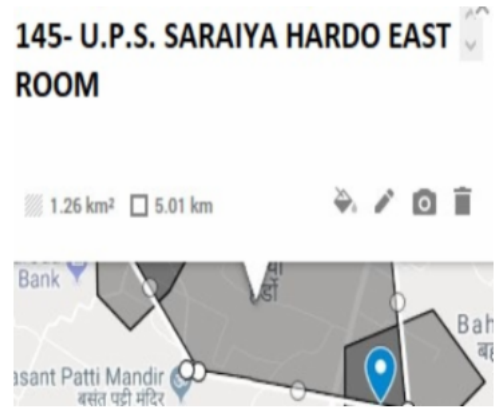 145- U.P.S. SARAIYA HARDO EAST
ROOM
1.26 km² 5.01 km
Bank
asant Patti Mandir
बसंत पट्टी मंदिर
Bah